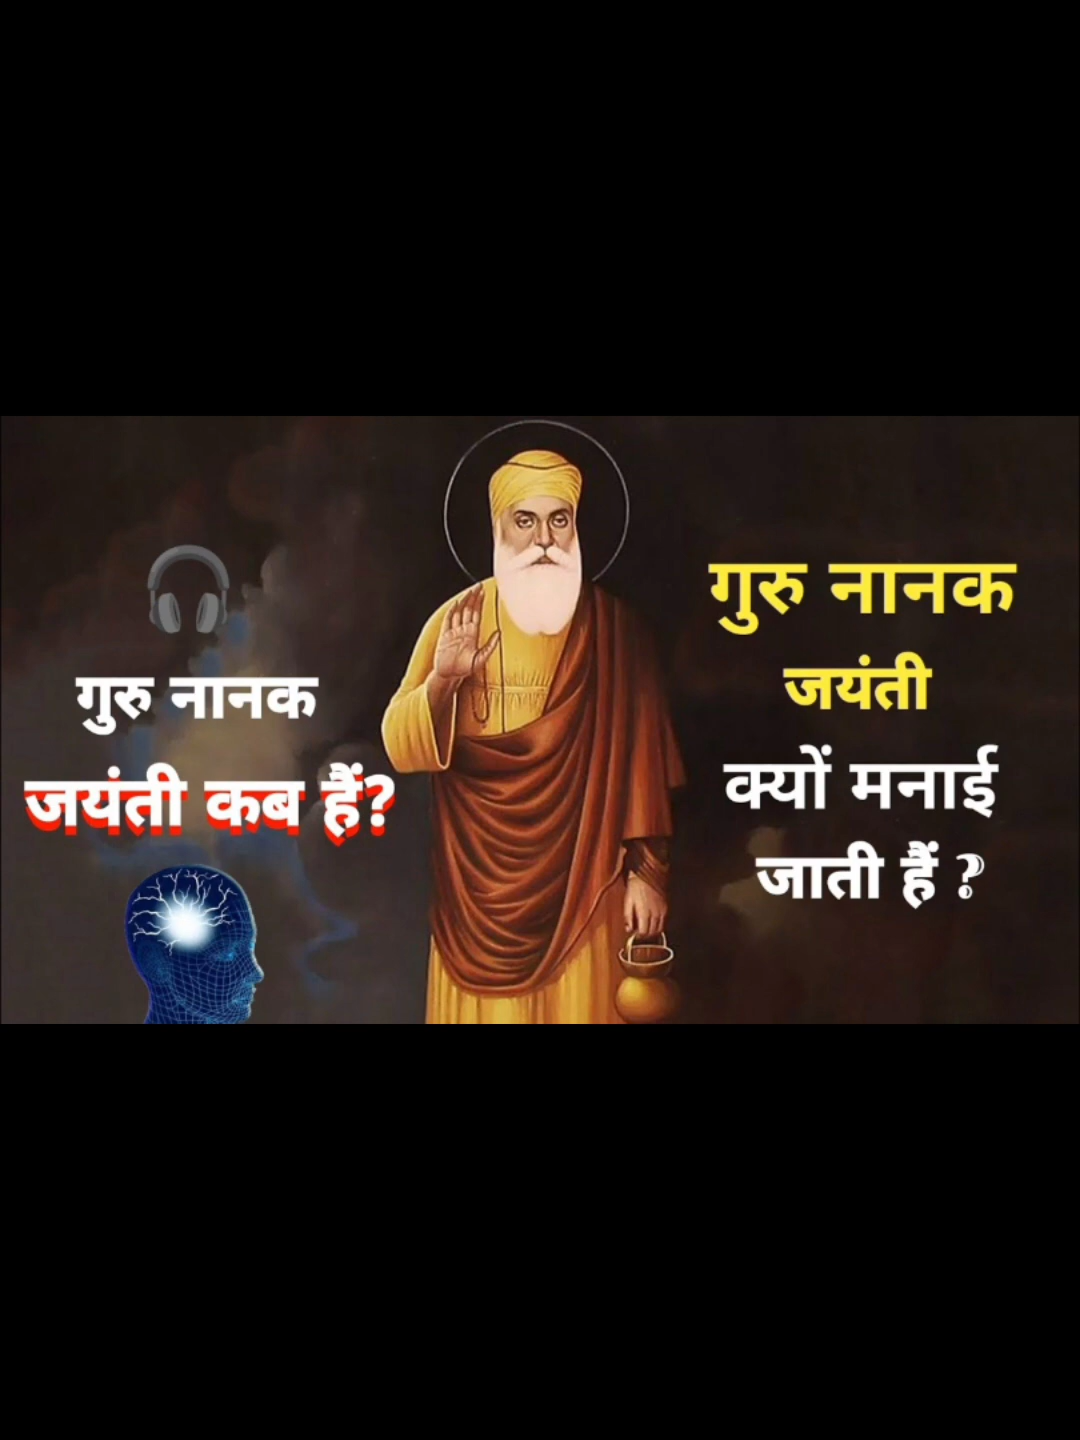 गुरु नानक
जयंती कब हैं?
गुरु नानक
जयंती
क्यों मनाई
जाती हैं ?